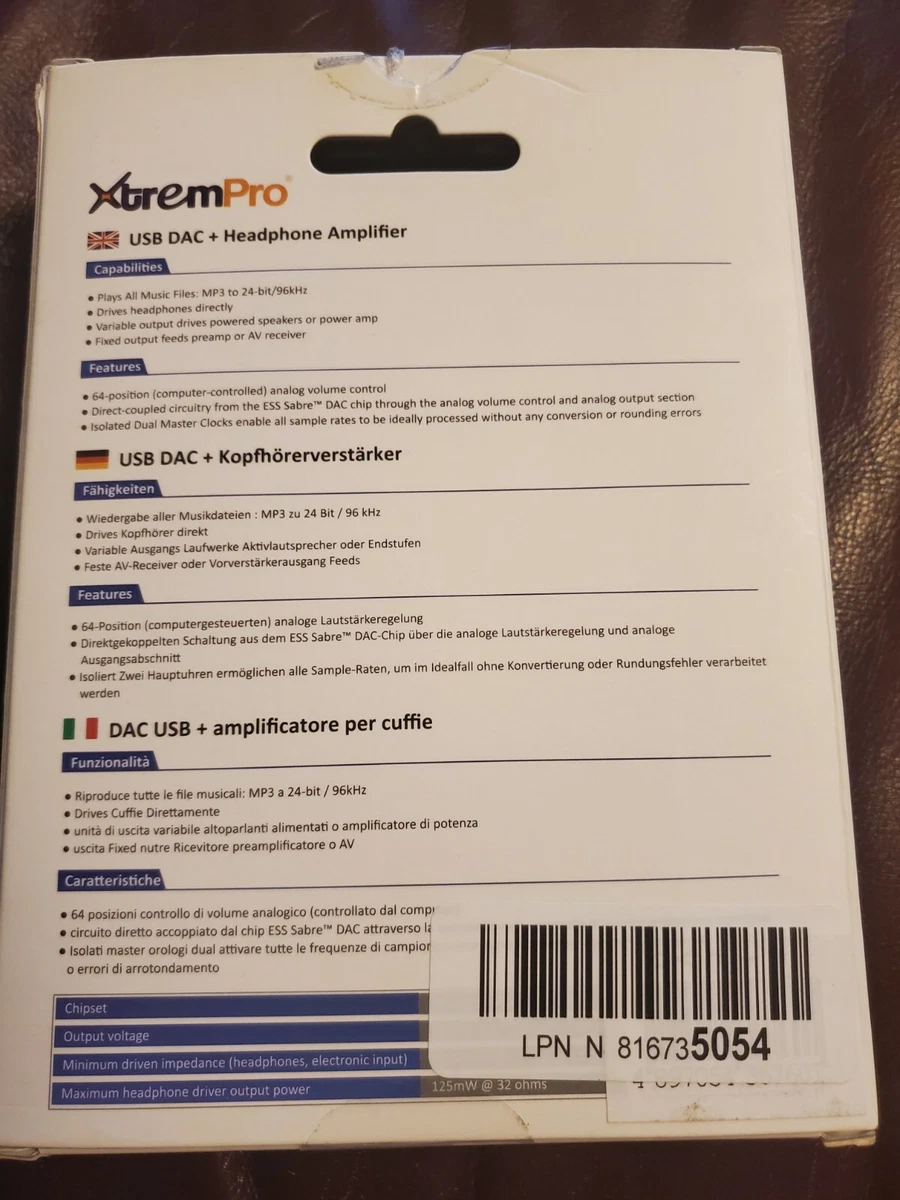 XtremPro
USB DAC + Headphone Amplifier
Capabilities
• Plays All Music Files: MP3 to 24-bit/96kHz
• Drives headphones directly
• Variable output drives powered speakers or power amp
• Fixed output feeds preamp or AV receiver
Features
• 64-position (computer-controlled) analog volume control
• Direct-coupled circuitry from the ESS Sabre™ DAC chip through the analog volume control and analog output section
• Isolated Dual Master Clocks enable all sample rates to be ideally processed without any conversion or rounding errors
USB DAC + Kopfhörerverstärker
Fähigkeiten
• Wiedergabe aller Musikdateien : MP3 zu 24 Bit / 96 kHz
• Drives Kopfhörer direkt
• Variable Ausgangs Laufwerke Aktivlautsprecher oder Endstufen
• Feste AV-Receiver oder Vorverstärkerausgang Feeds
Features
• 64-Position (computergesteuerten) analoge Lautstärkeregelung
• Direktgekoppelten Schaltung aus dem ESS Sabre™ DAC-Chip über die analoge Lautstärkeregelung und analoge
Ausgangsabschnitt
• Isoliert Zwei Hauptuhren ermöglichen alle Sample-Raten, um im Idealfall ohne Konvertierung oder Rundungsfehler verarbeitet
werden
DAC USB + amplificatore per cuffie
Funzionalità
• Riproduce tutte le file musicali: MP3 a 24-bit / 96kHz
• Drives Cuffie Direttamente
• unità di uscita variabile altoparlanti alimentati o amplificatore di potenza
• uscita Fixed nutre Ricevitore preamplificatore o AV
Caratteristiche
• 64 posizioni controllo di volume analogico (controllato dal comp
• circuito diretto accoppiato dal chip ESS Sabre™ DAC attraverso
• Isolati master orologi dual attivare tutte le frequenze di campior
o errori di arrotondamento
Chipset
Output voltage
Minimum driven impedance (headphones, electronic input)
Maximum headphone driver output power 125mW @ 32 ohms
LPN N 816735054